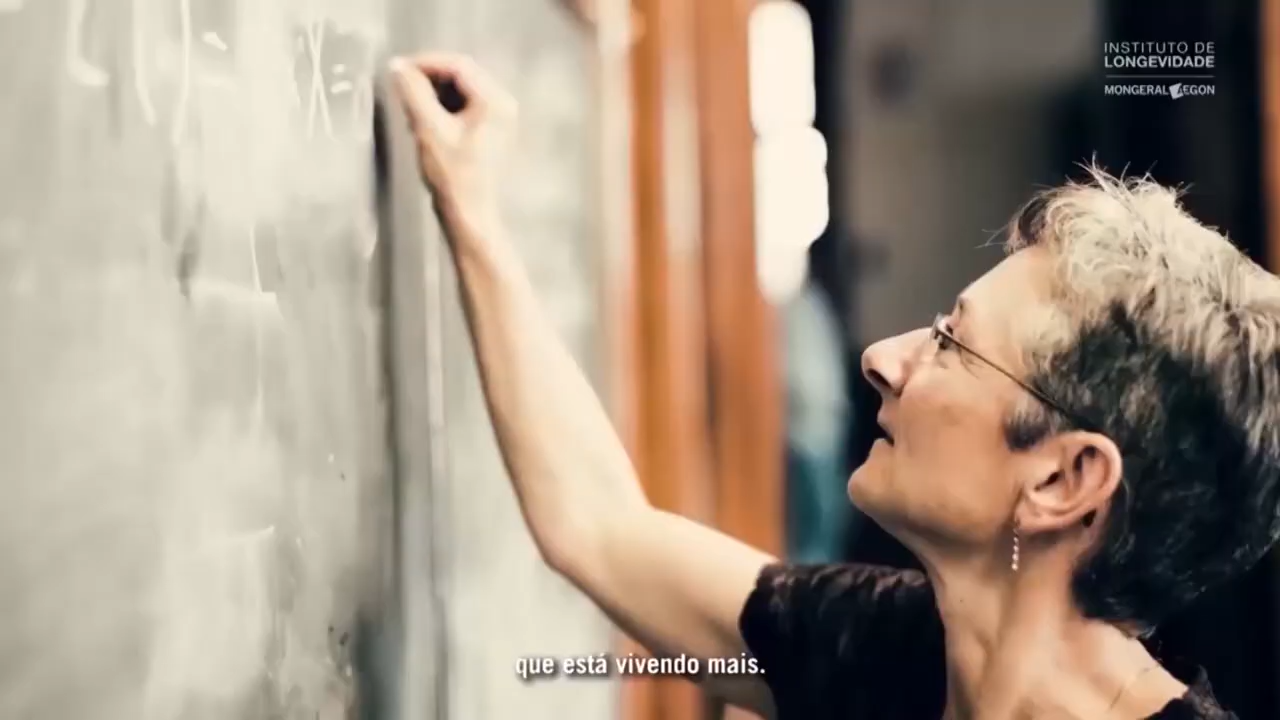 INSTITUTO DE
LONGEVIDADE
MONGERAL AEGON
que está vivendo mais.